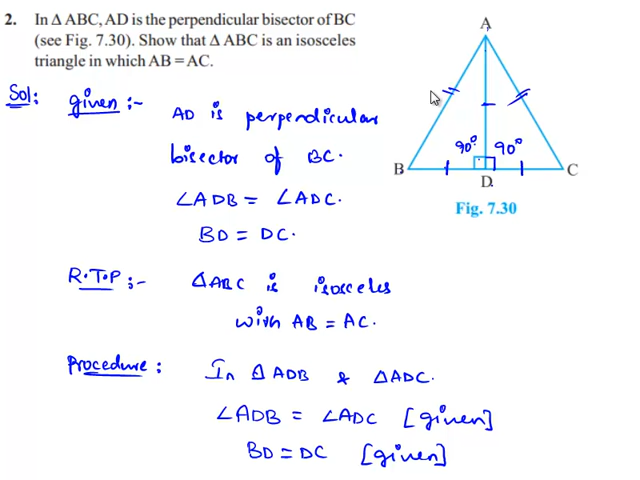 2. In Δ ABC, AD is the perpendicular bisector of BC
(see Fig. 7.30). Show that Δ ABC is an isosceles
triangle in which AB = AC.
Sol:
given :-
AD is perpendicular
bisector of BC.
∠ADB = ∠ADC.
BD = DC.
R.T.P :-
ΔABC is isosceles
with AB = AC.
Procedure :
In Δ ADB & ΔADC.
∠ADB = ∠ADC [given]
BD = DC [given]
A
90° 90°
B
C
D
Fig. 7.30